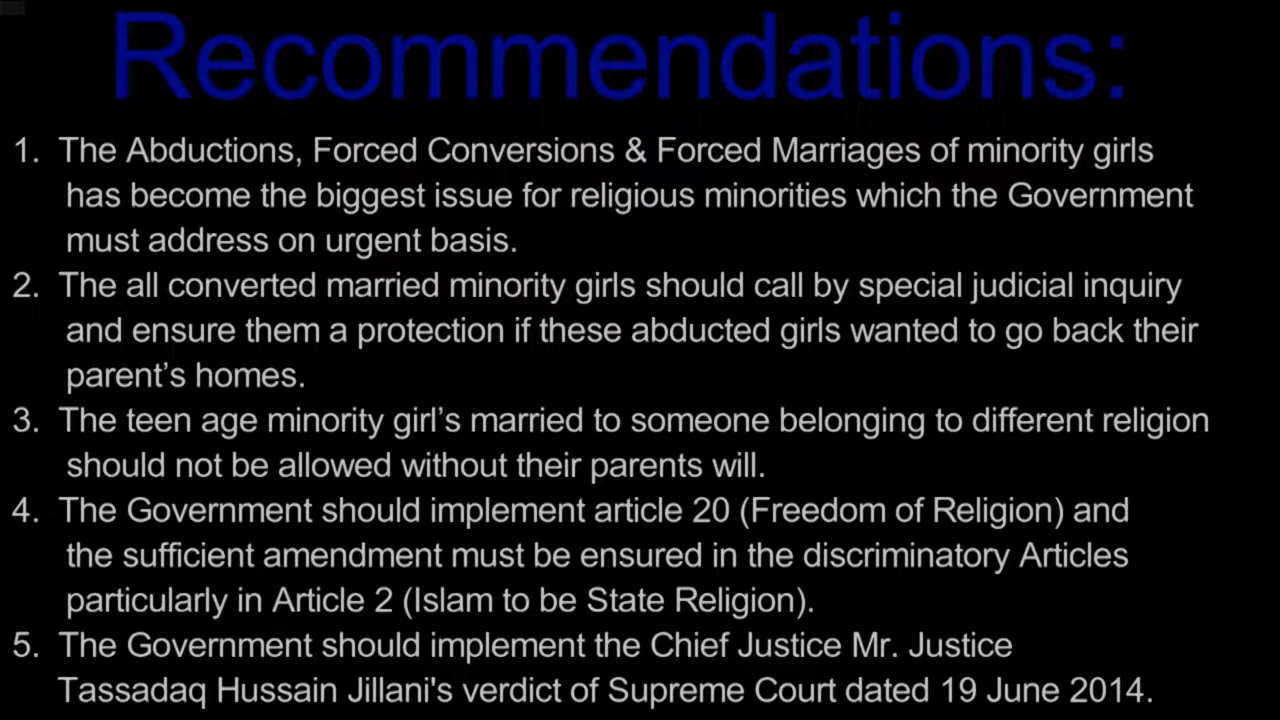 Recommendations:
1. The Abductions, Forced Conversions & Forced Marriages of minority girls
has become the biggest issue for religious minorities which the Government
must address on urgent basis.
2. The all converted married minority girls should call by special judicial inquiry
and ensure them a protection if these abducted girls wanted to go back their
parent’s homes.
3. The teen age minority girl’s married to someone belonging to different religion
should not be allowed without their parents will.
4. The Government should implement article 20 (Freedom of Religion) and
the sufficient amendment must be ensured in the discriminatory Articles
particularly in Article 2 (Islam to be State Religion).
5. The Government should implement the Chief Justice Mr. Justice
Tassadaq Hussain Jillani's verdict of Supreme Court dated 19 June 2014.